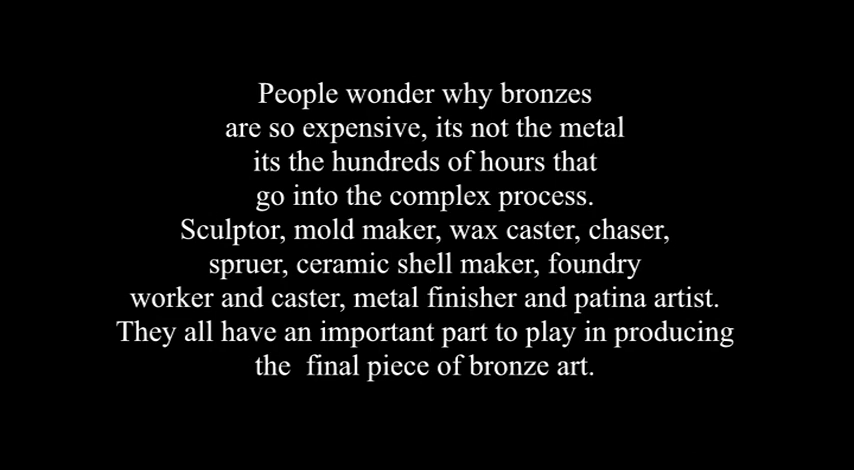 People wonder why bronzes
are so expensive, its not the metal
its the hundreds of hours that
go into the complex process.
Sculptor, mold maker, wax caster, chaser,
spruer, ceramic shell maker, foundry
worker and caster, metal finisher and patina artist.
They all have an important part to play in producing
the  final piece of bronze art.